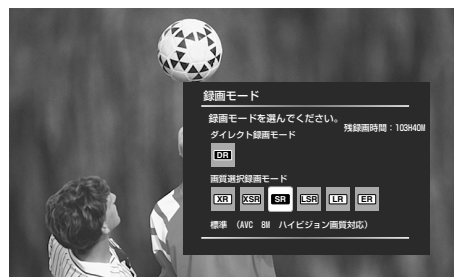 録画モード
録画モードを選んでください。
残録画時間：103H40M
ダイレクト録画モード
DR
画質選択録画モード
XR XSR SR LSR LR ER
標準 （AVC 8M ハイビジョン画質対応）